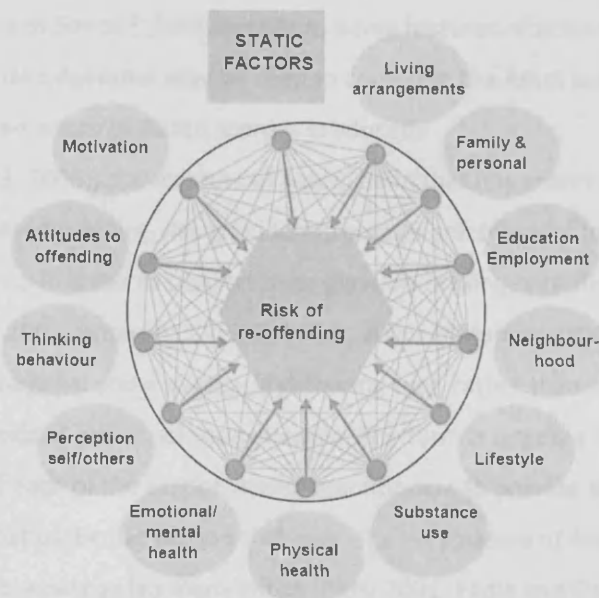 STATIC
FACTORS
Living
arrangements
Family &
personal
Education
Employment
Neighbour-
hood
Lifestyle
Substance
use
Physical
health
Emotional/
mental
health
Perception
self/others
Thinking
behaviour
Attitudes to
offending
Motivation
Risk of
re-offending